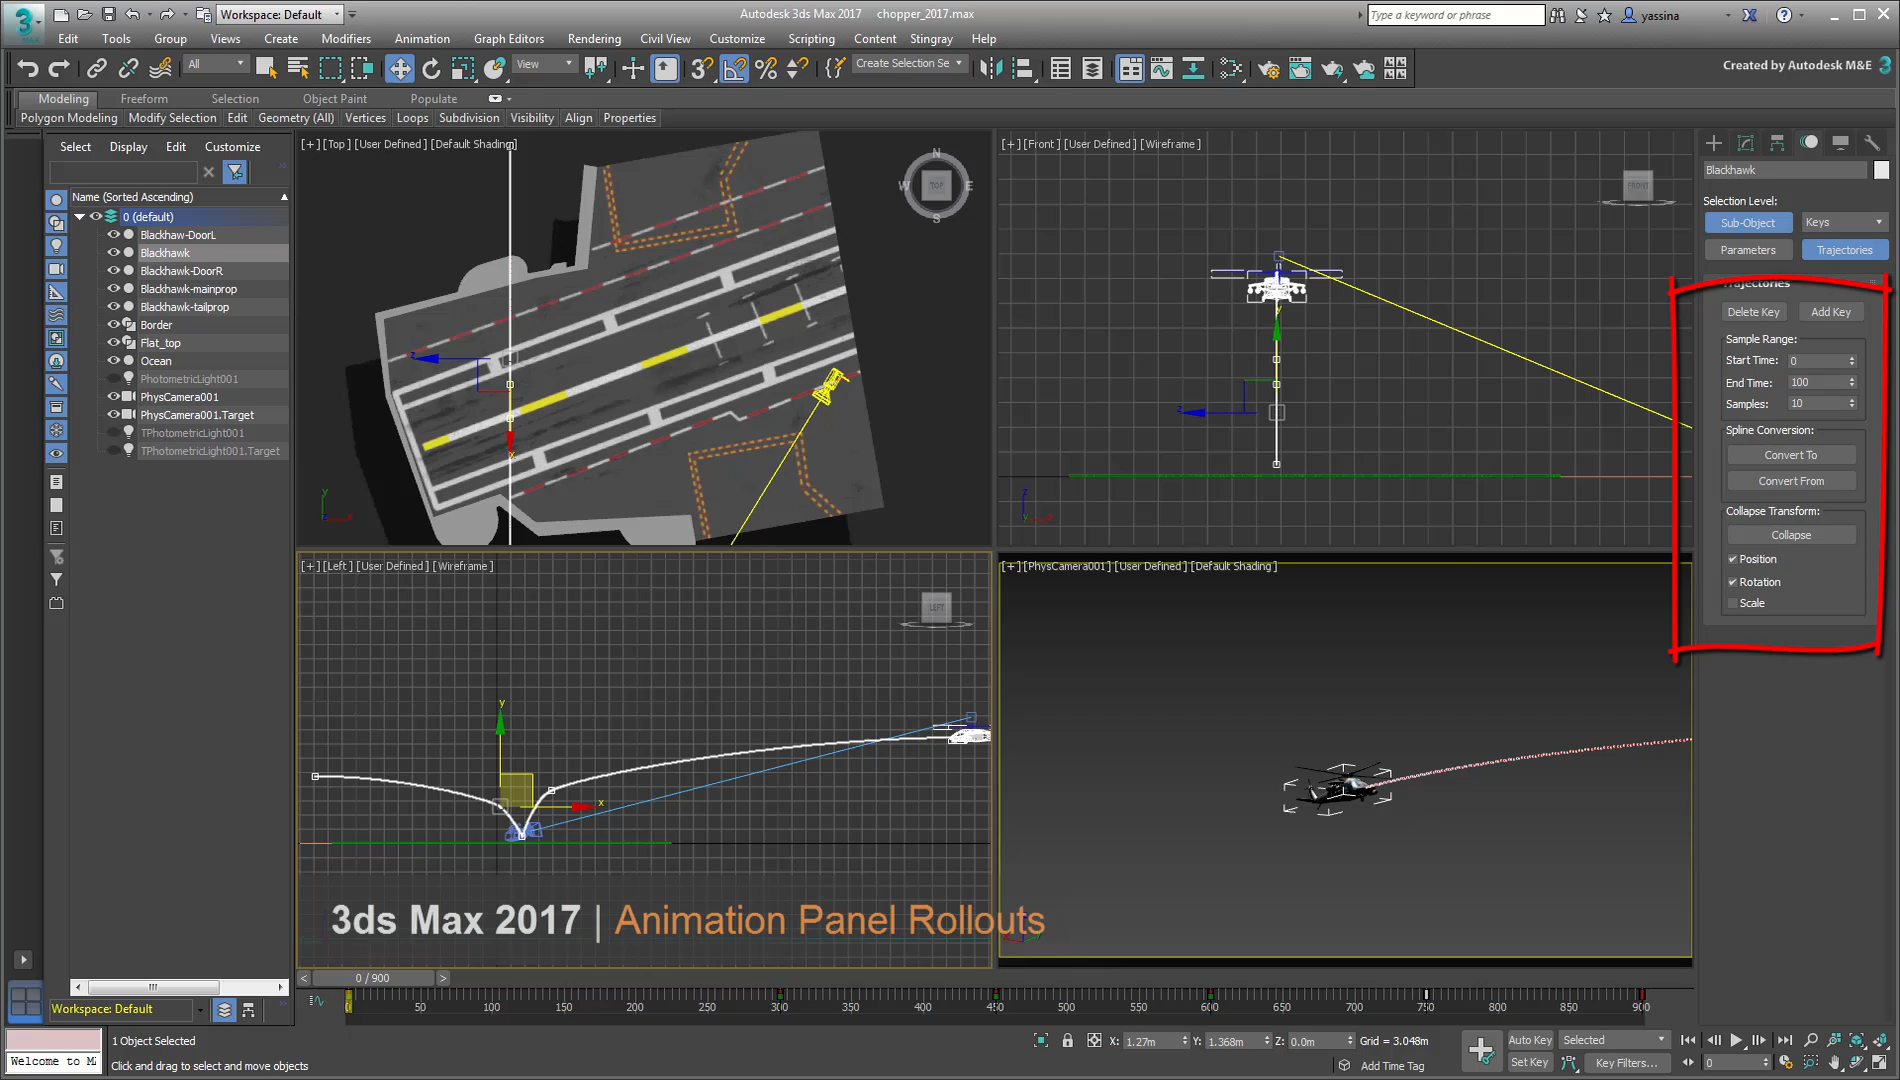 Workspace: Default
Autodesk 3ds Max 2017 chopper_2017.max
Type a keyword or phrase
yassina
Edit Tools Group Views Create Modifiers Animation Graph Editors Rendering Civil View Customize Scripting Content Stingray Help
All
View
Create Selection Se
Created by Autodesk M&E
Modeling Freeform Selection Object Paint Populate
Polygon Modeling Modify Selection Edit Geometry (All) Vertices Loops Subdivision Visibility Align Properties
Select Display Edit Customize
Name (Sorted Ascending)
0 (default)
Blackhaw-DoorL
Blackhawk
Blackhawk-DoorR
Blackhawk-mainprop
Blackhawk-tailprop
Border
Flat_top
Ocean
PhotometricLight001
PhysCamera001
PhysCamera001.Target
TPhotometricLight001
TPhotometricLight001.Target
[+] [Top] [User Defined] [Default Shading]
N
W TOP E
S
z
x
y
z x
[+] [Front] [User Defined] [Wireframe]
FRONT
y
z
z
y x
[+] [Left] [User Defined] [Wireframe]
LEFT
y
x
[+] [PhysCamera001] [User Defined] [Default Shading]
Blackhawk
Selection Level:
Sub-Object Keys
Parameters Trajectories
Trajectories
Delete Key Add Key
Sample Range:
Start Time: 0
End Time: 100
Samples: 10
Spline Conversion:
Convert To
Convert From
Collapse Transform:
Collapse
Position
Rotation
Scale
3ds Max 2017 | Animation Panel Rollouts
< 0 / 900 >
0 50 100 150 200 250 300 350 400 450 500 550 600 650 700 750 800 850 900
Workspace: Default
1 Object Selected
X: 1.27m Y: 1.368m Z: 0.0m Grid = 3.048m
Auto Key Selected
Welcome to M
Click and drag to select and move objects
Add Time Tag
Set Key Key Filters...
0